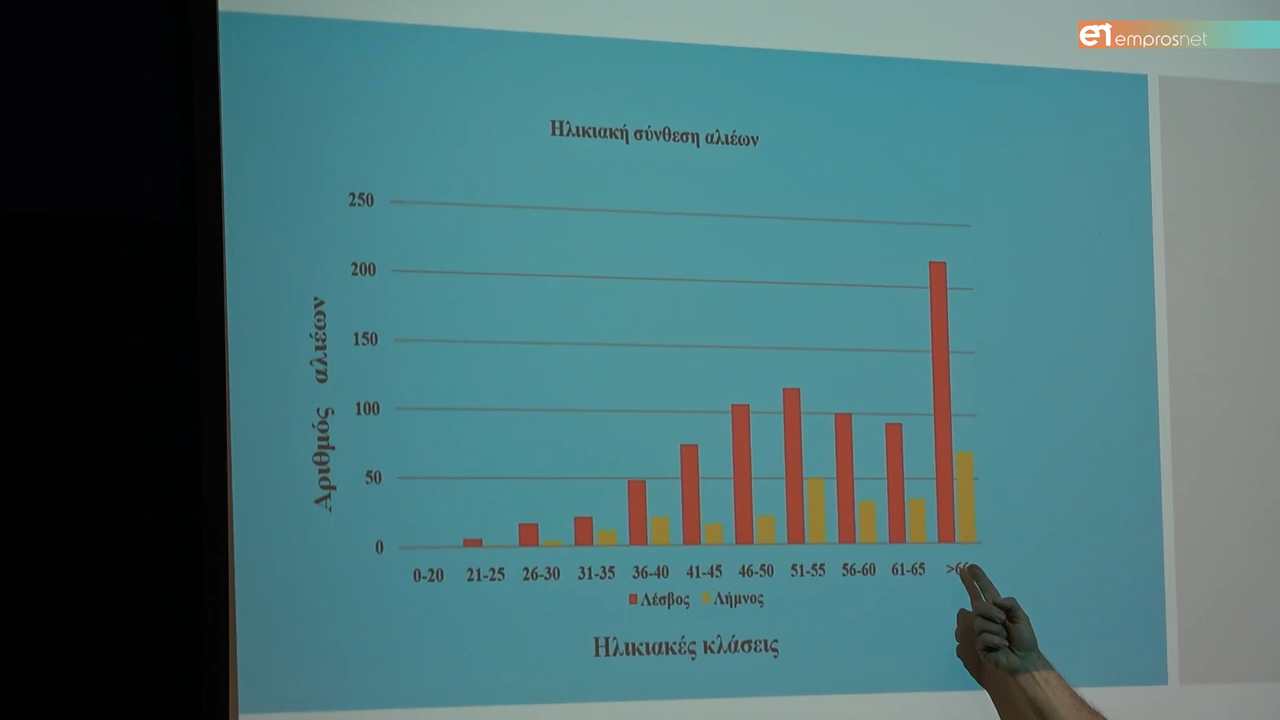 emprosnet
Ηλικιακή σύνθεση αλιέων
Αριθμός αλιέων
250
200
150
100
50
0
0-20 21-25 26-30 31-35 36-40 41-45 46-50 51-55 56-60 61-65
Λέσβος Λήμνος
Ηλικιακές κλάσεις